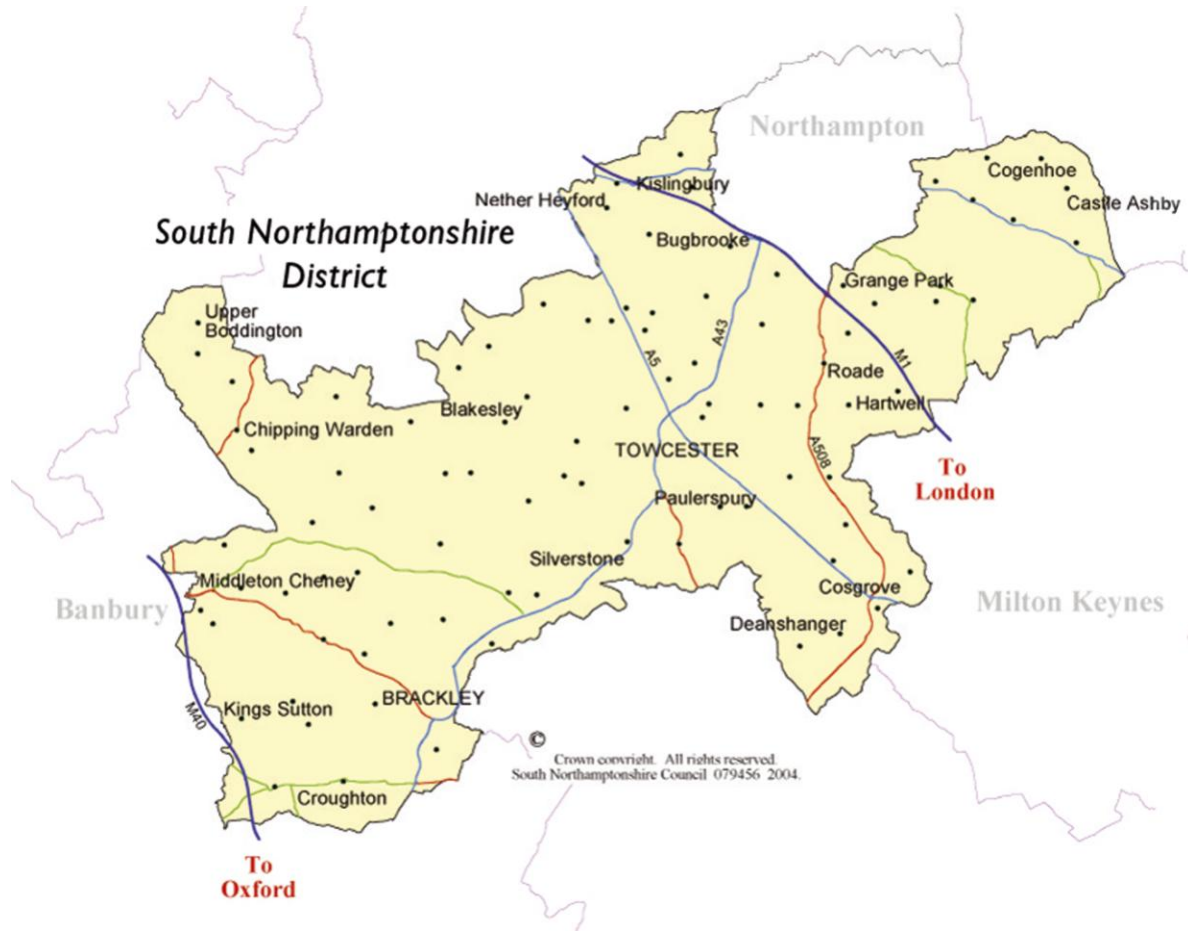 Northampton
Cogenhoe
Kislingbury
Nether Heyford
Castle Ashby
South Northamptonshire
District
Bugbrooke
Grange Park
Upper
Boddington
A43
A5
M1
Roade
Hartwell
Blakesley
Chipping Warden
TOWCESTER
A508
To
London
Paulerspury
Silverstone
Middleton Cheney
Banbury
Cosgrove
Milton Keynes
Deanshanger
BRACKLEY
Kings Sutton
M40
©
Crown copyright. All rights reserved.
South Northamptonshire Council 079456 2004.
Croughton
To
Oxford